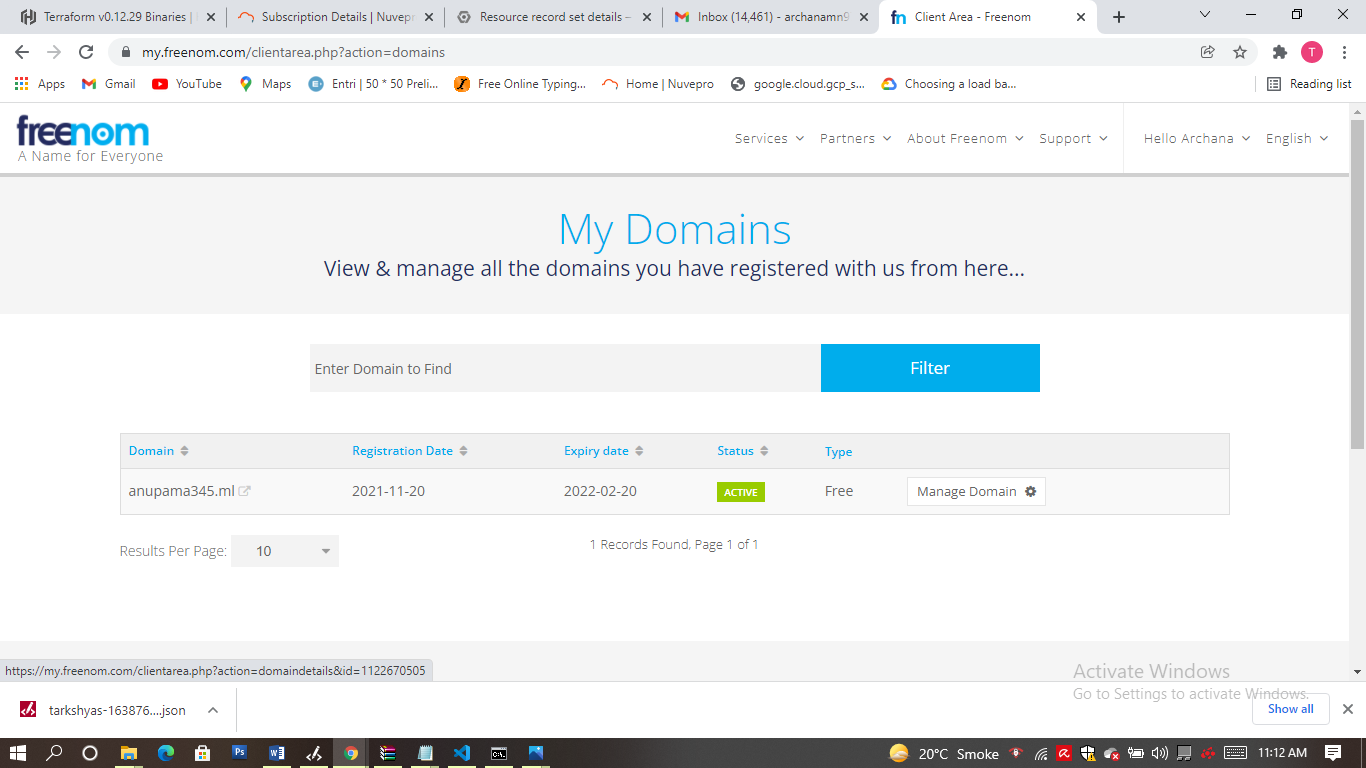 Terraform v0.12.29 Binaries |
Subscription Details | Nuvepr
Resource record set details –
Inbox (14,461) - archanamn9
Client Area - Freenom
my.freenom.com/clientarea.php?action=domains
T
Apps
Gmail
YouTube
Maps
Entri | 50 * 50 Preli...
Free Online Typing...
Home | Nuvepro
google.cloud.gcp_s...
Choosing a load ba...
Reading list
freenom
A Name for Everyone
Services
Partners
About Freenom
Support
Hello Archana
English
My Domains
View & manage all the domains you have registered with us from here...
Enter Domain to Find
Filter
Domain
Registration Date
Expiry date
Status
Type
anupama345.ml
2021-11-20
2022-02-20
ACTIVE
Free
Manage Domain
Results Per Page:
10
1 Records Found, Page 1 of 1
https://my.freenom.com/clientarea.php?action=domaindetails&id=1122670505
Activate Windows
Go to Settings to activate Windows.
tarkshyas-163876....json
Show all
20°C Smoke
11:12 AM